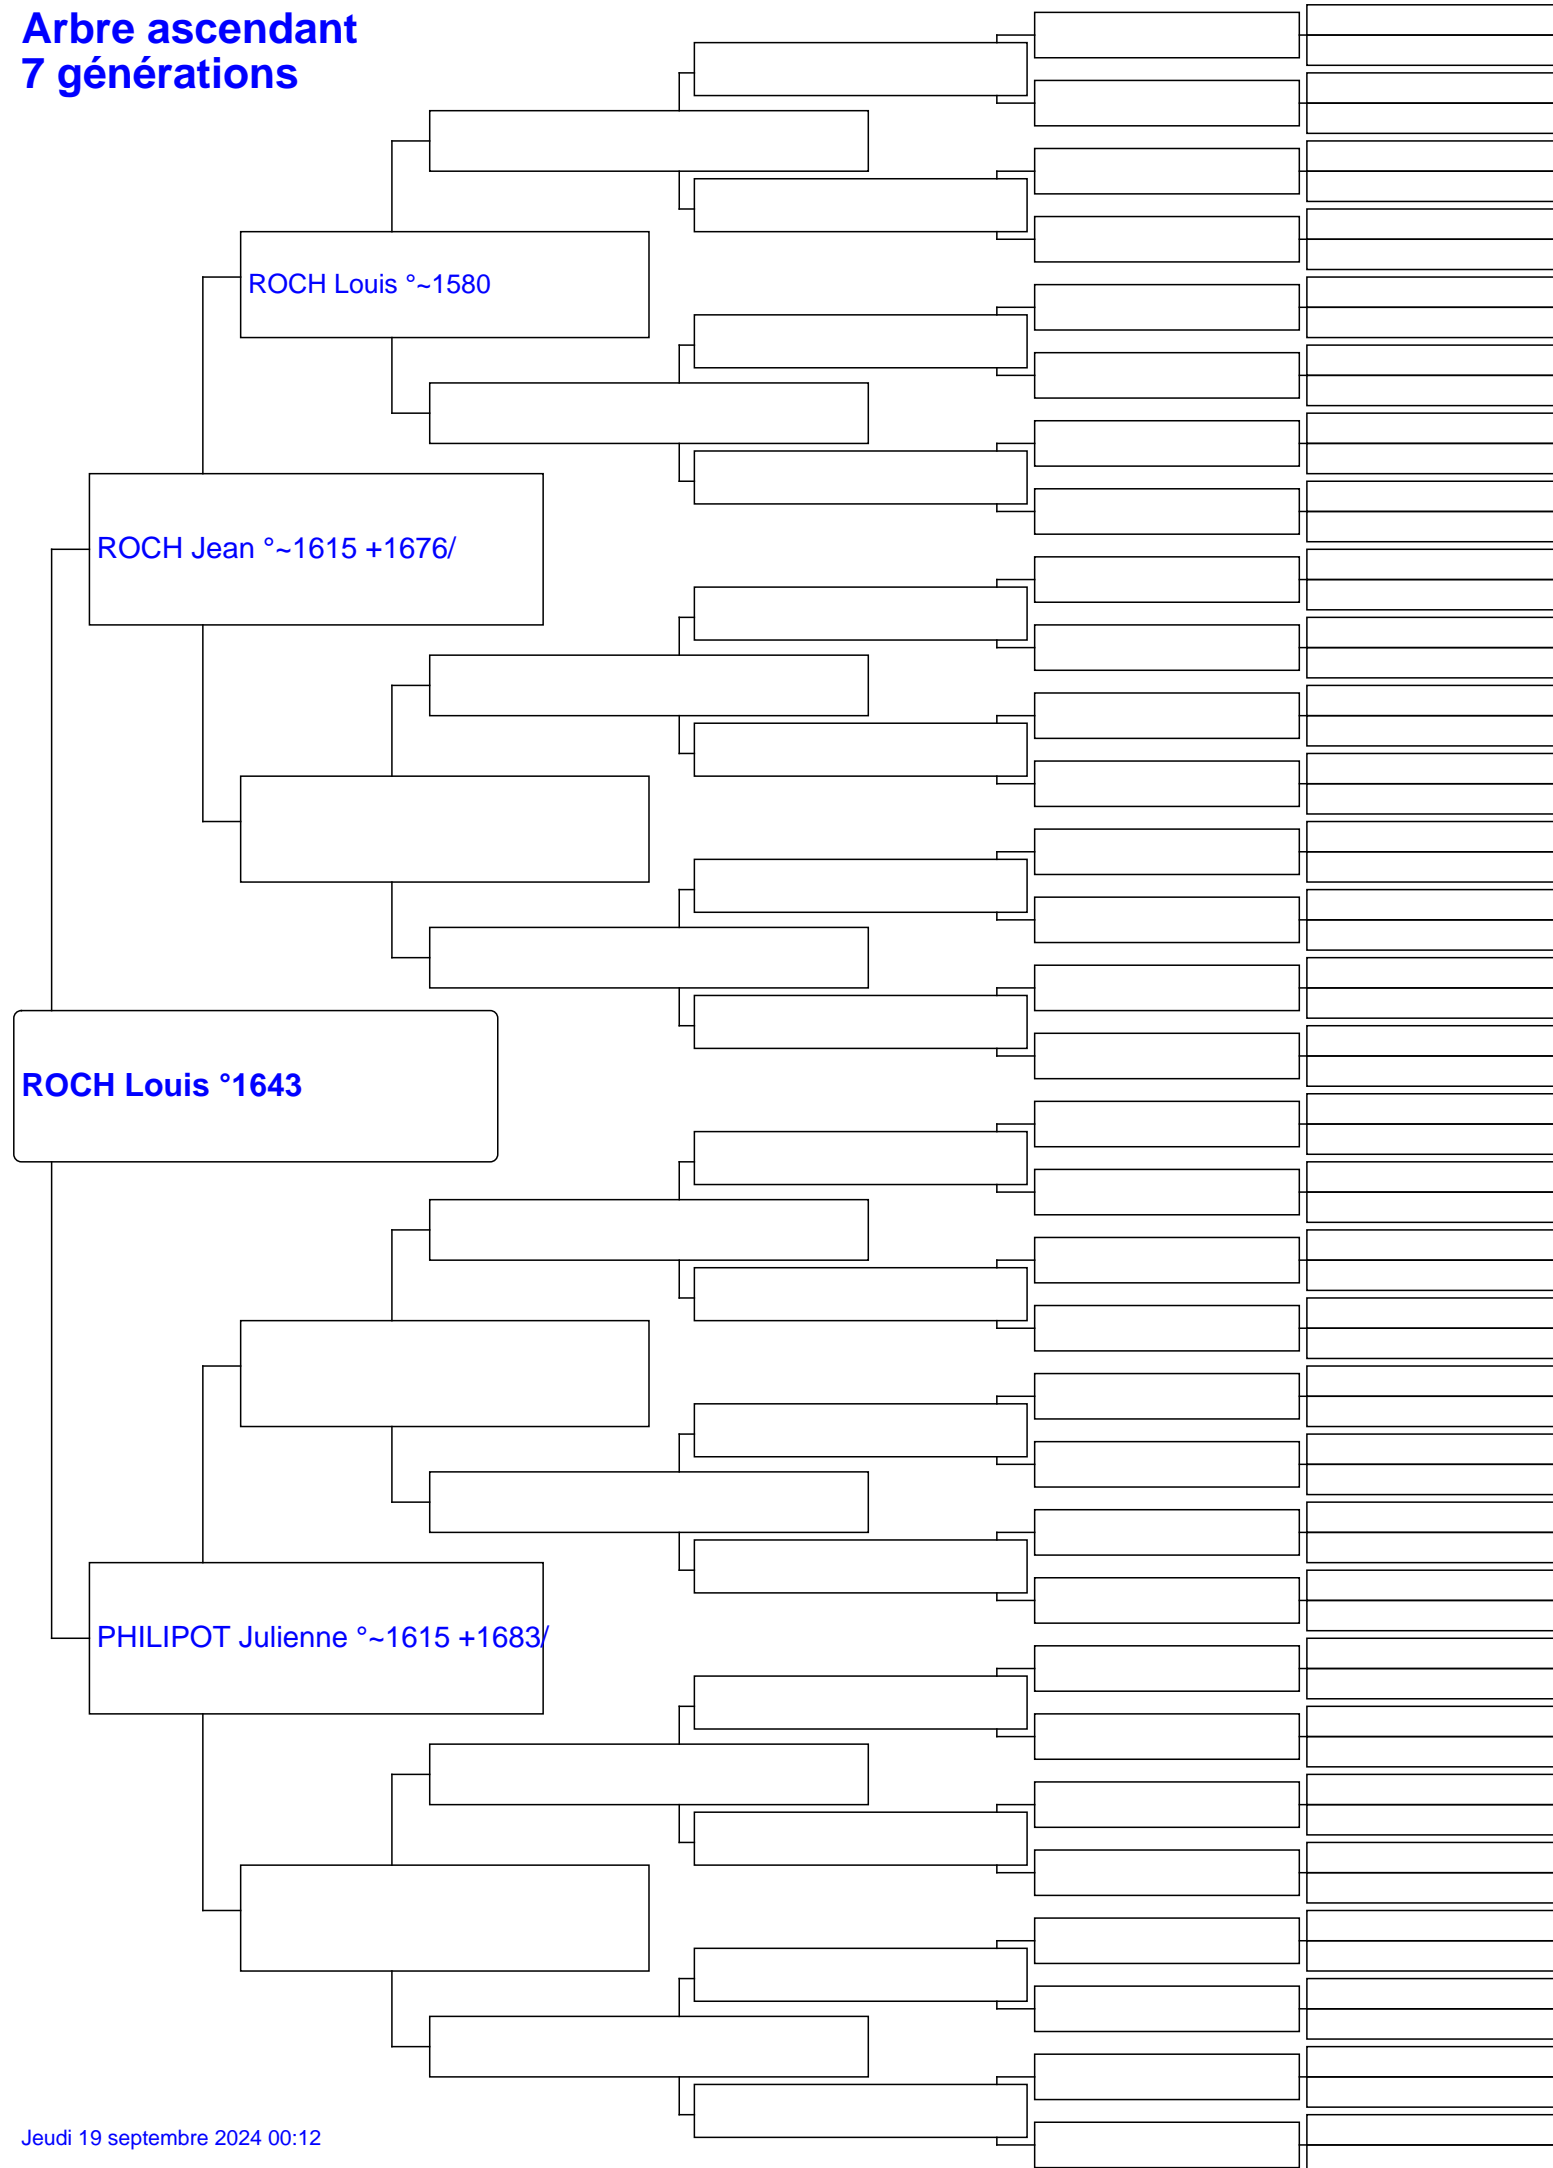 Arbre ascendant
7 générations
ROCH Louis °~1580
ROCH Jean °~1615 +1676/
ROCH Louis °1643
PHILIPOT Julienne °~1615 +1683/
Jeudi 19 septembre 2024 00:12